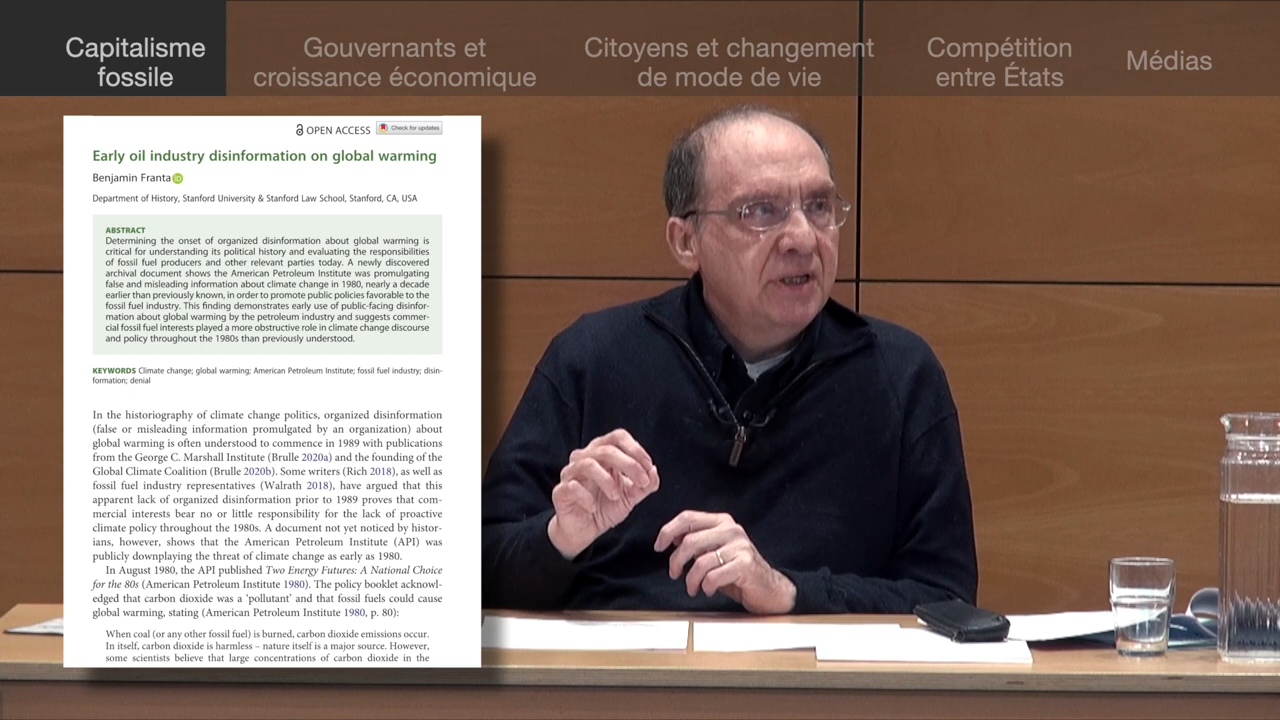 Capitalisme
fossile
Gouvernants et
croissance économique
Citoyens et changement
de mode de vie
Compétition
entre États
Médias
OPEN ACCESS
Check for updates
Early oil industry disinformation on global warming
Benjamin Franta
iD
Department of History, Stanford University & Stanford Law School, Stanford, CA, USA
ABSTRACT
Determining the onset of organized disinformation about global warming is
critical for understanding its political history and evaluating the responsibilities
of fossil fuel producers and other relevant parties today. A newly discovered
archival document shows the American Petroleum Institute was promulgating
false and misleading information about climate change in 1980, nearly a decade
earlier than previously known, in order to promote public policies favorable to the
fossil fuel industry. This finding demonstrates early use of public-facing disinfor-
mation about global warming by the petroleum industry and suggests commer-
cial fossil fuel interests played a more obstructive role in climate change discourse
and policy throughout the 1980s than previously understood.
KEYWORDS Climate change; global warming; American Petroleum Institute; fossil fuel industry; disin-
formation; denial
In the historiography of climate change politics, organized disinformation
(false or misleading information promulgated by an organization) about
global warming is often understood to commence in 1989 with publications
from the George C. Marshall Institute (Brulle 2020a) and the founding of the
Global Climate Coalition (Brulle 2020b). Some writers (Rich 2018), as well as
fossil fuel industry representatives (Walrath 2018), have argued that this
apparent lack of organized disinformation prior to 1989 proves that com-
mercial interests bear no or little responsibility for the lack of proactive
climate policy throughout the 1980s. A document not yet noticed by histor-
ians, however, shows that the American Petroleum Institute (API) was
publicly downplaying the threat of climate change as early as 1980.
In August 1980, the API published Two Energy Futures: A National Choice
for the 80s (American Petroleum Institute 1980). The policy booklet acknowl-
edged that carbon dioxide was a 'pollutant' and that fossil fuels could cause
global warming, stating (American Petroleum Institute 1980, p. 80):
When coal (or any other fossil fuel) is burned, carbon dioxide emissions occur.
In itself, carbon dioxide is harmless – nature itself is a major source. However,
some scientists believe that large concentrations of carbon dioxide in the